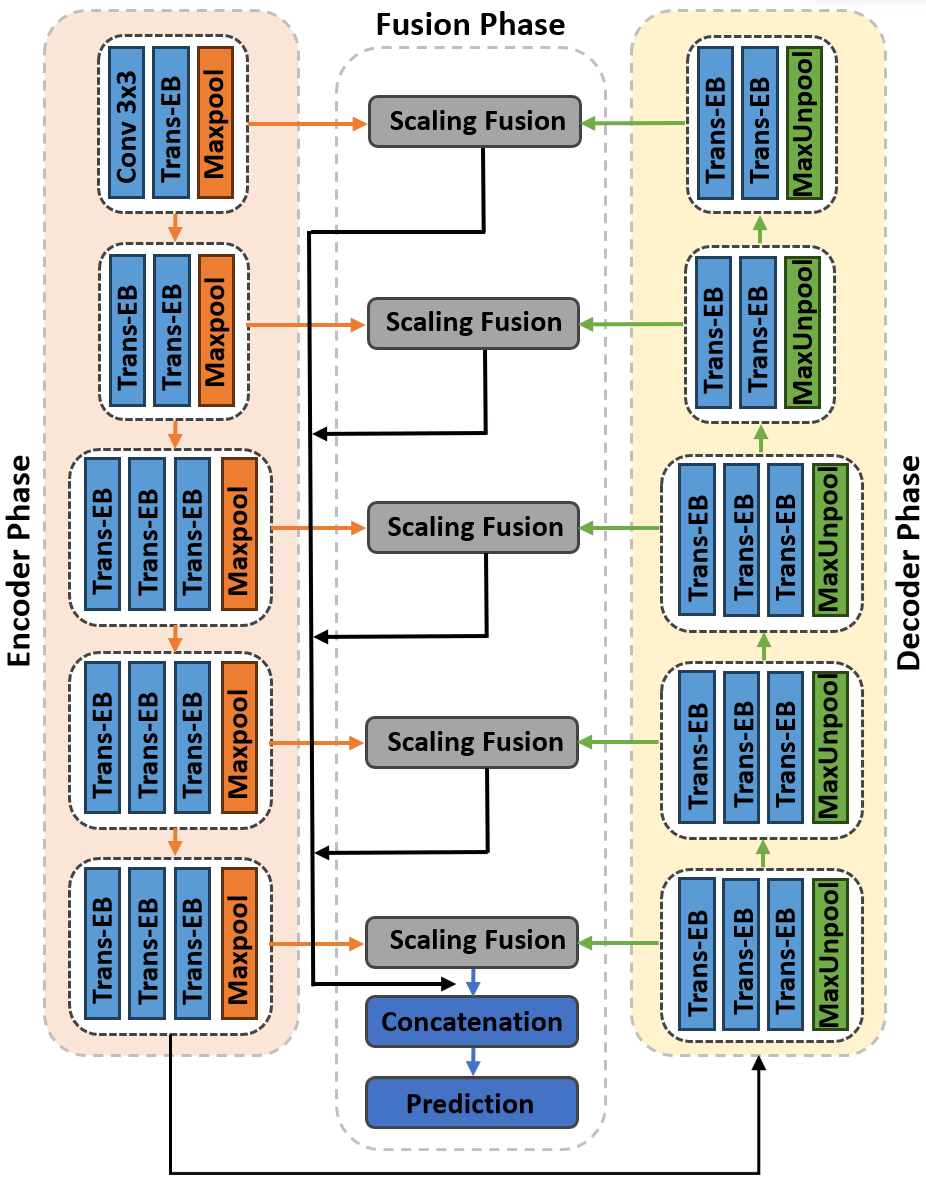 Fusion Phase
Encoder Phase
Conv 3x3
Trans-EB
Maxpool
Trans-EB
Trans-EB
Maxpool
Trans-EB
Trans-EB
Trans-EB
Maxpool
Trans-EB
Trans-EB
Trans-EB
Maxpool
Trans-EB
Trans-EB
Trans-EB
Maxpool
Scaling Fusion
Scaling Fusion
Scaling Fusion
Scaling Fusion
Scaling Fusion
Concatenation
Prediction
Trans-EB
Trans-EB
MaxUnpool
Trans-EB
Trans-EB
MaxUnpool
Trans-EB
Trans-EB
Trans-EB
MaxUnpool
Trans-EB
Trans-EB
Trans-EB
MaxUnpool
Trans-EB
Trans-EB
Trans-EB
MaxUnpool
Decoder Phase